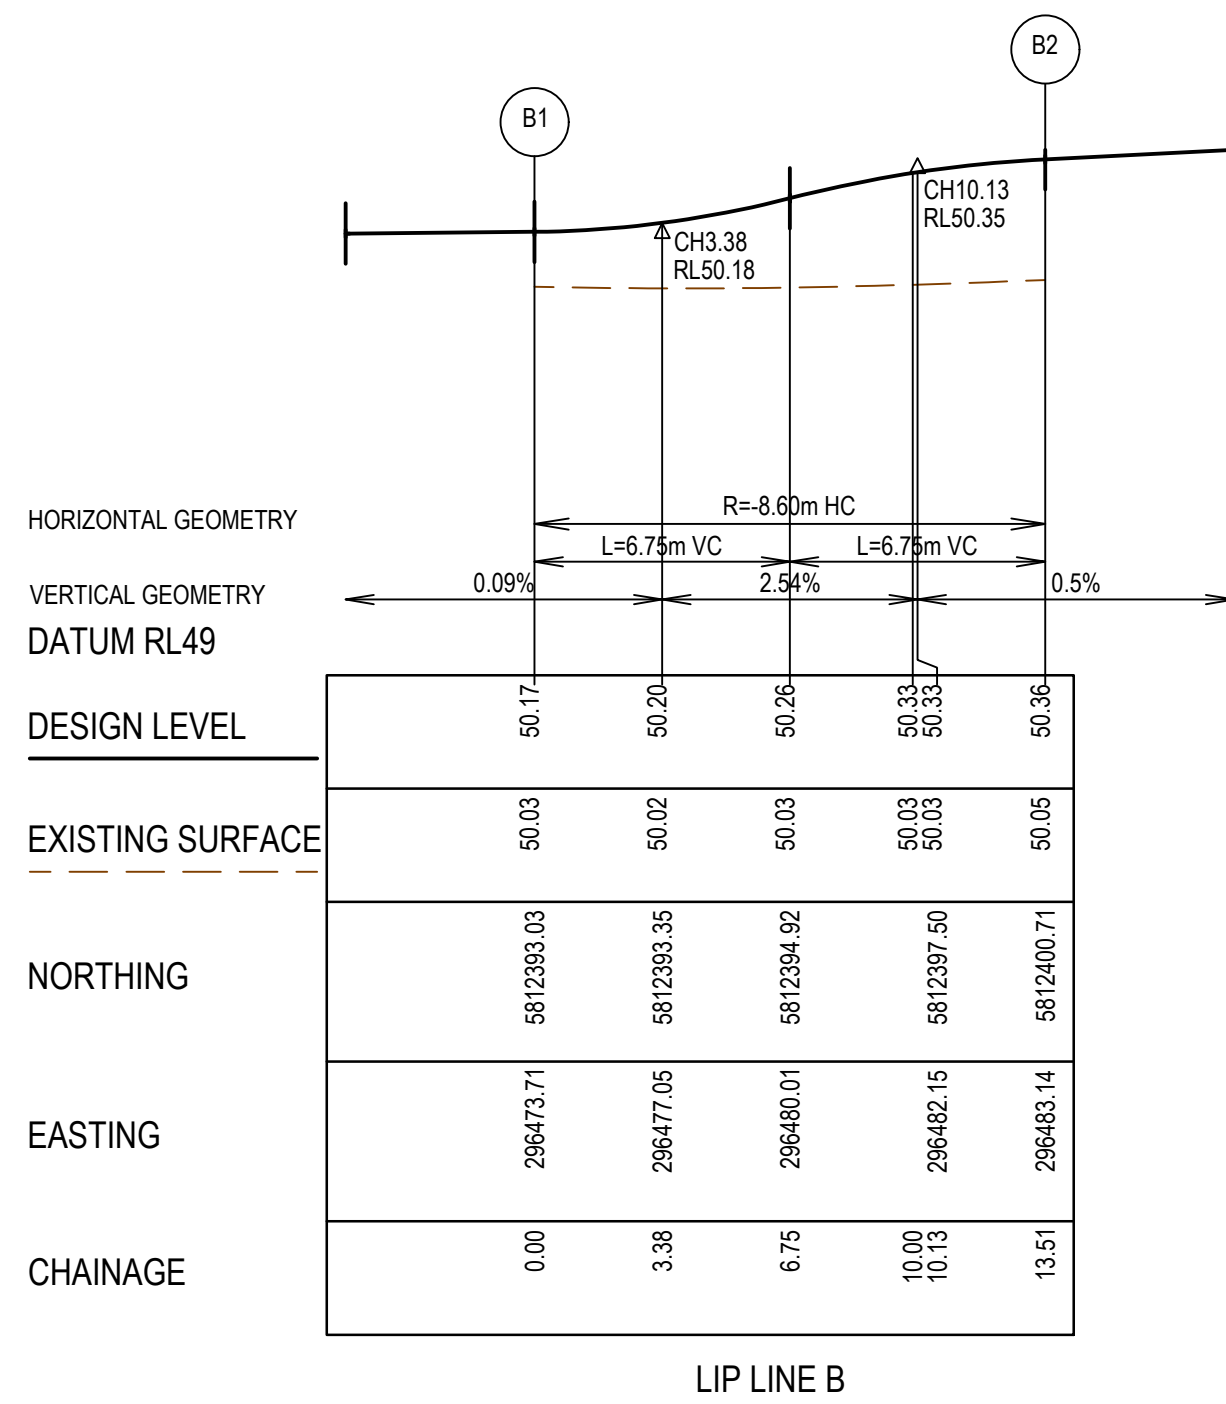 B2
B1
CH10.13
RL50.35
CH3.38
RL50.18
HORIZONTAL GEOMETRY
R=-8.60m HC
L=6.75m VC
L=6.75m VC
VERTICAL GEOMETRY
0.09%
2.54%
0.5%
DATUM RL49
DESIGN LEVEL
50.17
50.20
50.26
50.33
50.33
50.36
EXISTING SURFACE
50.03
50.02
50.03
50.03
50.03
50.05
NORTHING
5812393.03
5812393.35
5812394.92
5812397.50
5812400.71
EASTING
296473.71
296477.05
296480.01
296482.15
296483.14
CHAINAGE
0.00
3.38
6.75
10.00
10.13
13.51
LIP LINE B